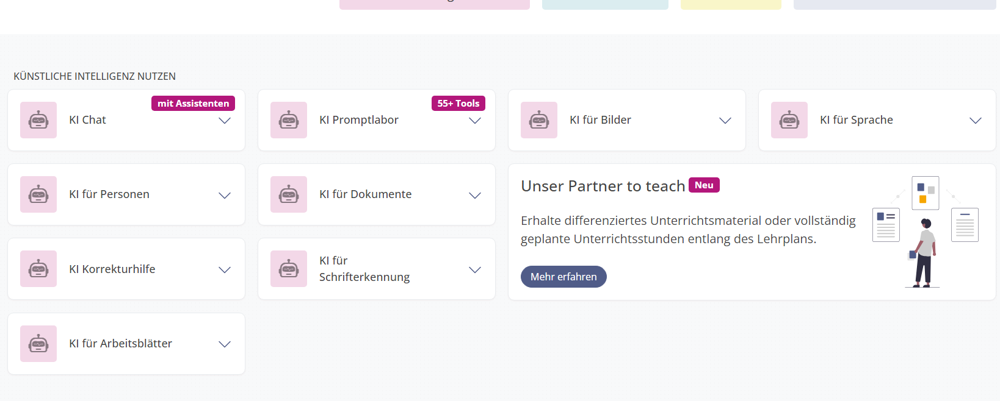 KÜNSTLICHE INTELLIGENZ NUTZEN
mit Assistenten
KI Chat
55+ Tools
KI Promptlabor
KI für Bilder
KI für Sprache
KI für Personen
KI für Dokumente
Unser Partner to teach Neu
Erhalte differenziertes Unterrichtsmaterial oder vollständig
geplante Unterrichtsstunden entlang des Lehrplans.
Mehr erfahren
KI Korrekturhilfe
KI für
Schrifterkennung
KI für Arbeitsblätter